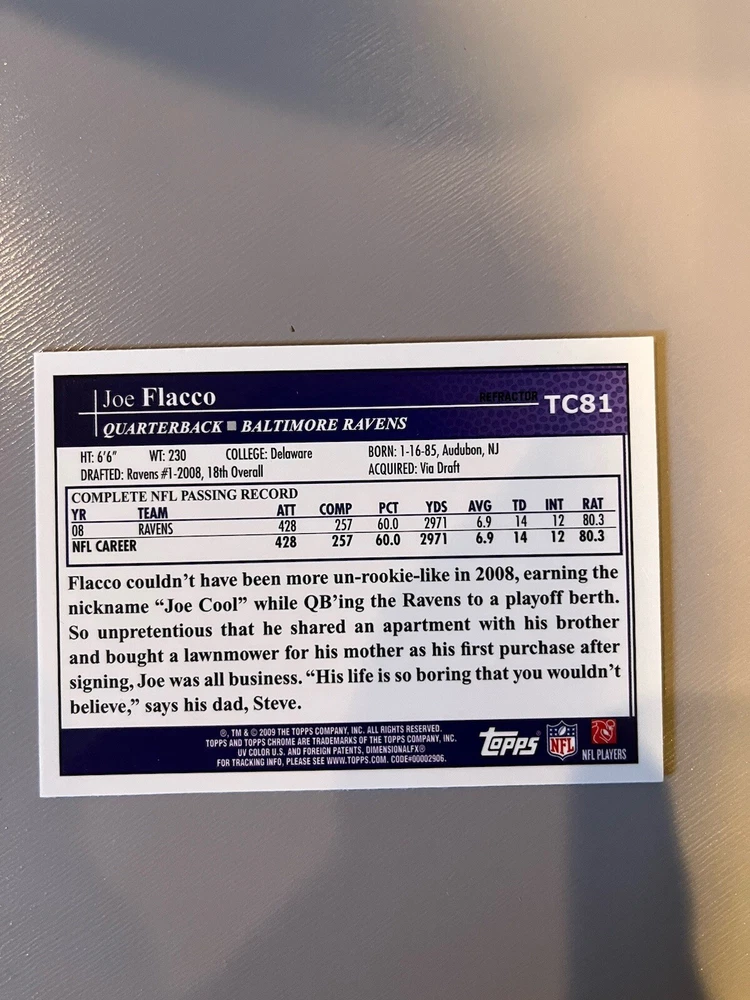 Joe Flacco
REFRACTOR TC81
QUARTERBACK ■ BALTIMORE RAVENS
HT: 6'6" WT: 230 COLLEGE: Delaware BORN: 1-16-85, Audubon, NJ
DRAFTED: Ravens #1-2008, 18th Overall ACQUIRED: Via Draft
COMPLETE NFL PASSING RECORD
YR TEAM ATT COMP PCT YDS AVG TD INT RAT
08 RAVENS 428 257 60.0 2971 6.9 14 12 80.3
NFL CAREER 428 257 60.0 2971 6.9 14 12 80.3
Flacco couldn't have been more un-rookie-like in 2008, earning the
nickname "Joe Cool" while QB'ing the Ravens to a playoff berth.
So unpretentious that he shared an apartment with his brother
and bought a lawnmower for his mother as his first purchase after
signing, Joe was all business. "His life is so boring that you wouldn't
believe," says his dad, Steve.
®, TM & © 2009 THE TOPPS COMPANY, INC. ALL RIGHTS RESERVED.
TOPPS AND TOPPS CHROME ARE TRADEMARKS OF THE TOPPS COMPANY, INC.
UV COLOR U.S. AND FOREIGN PATENTS, DIMENSIONALFX®
FOR TRACKING INFO, PLEASE SEE WWW.TOPPS.COM. CODE#00002906.
Topps NFL NFL PLAYERS